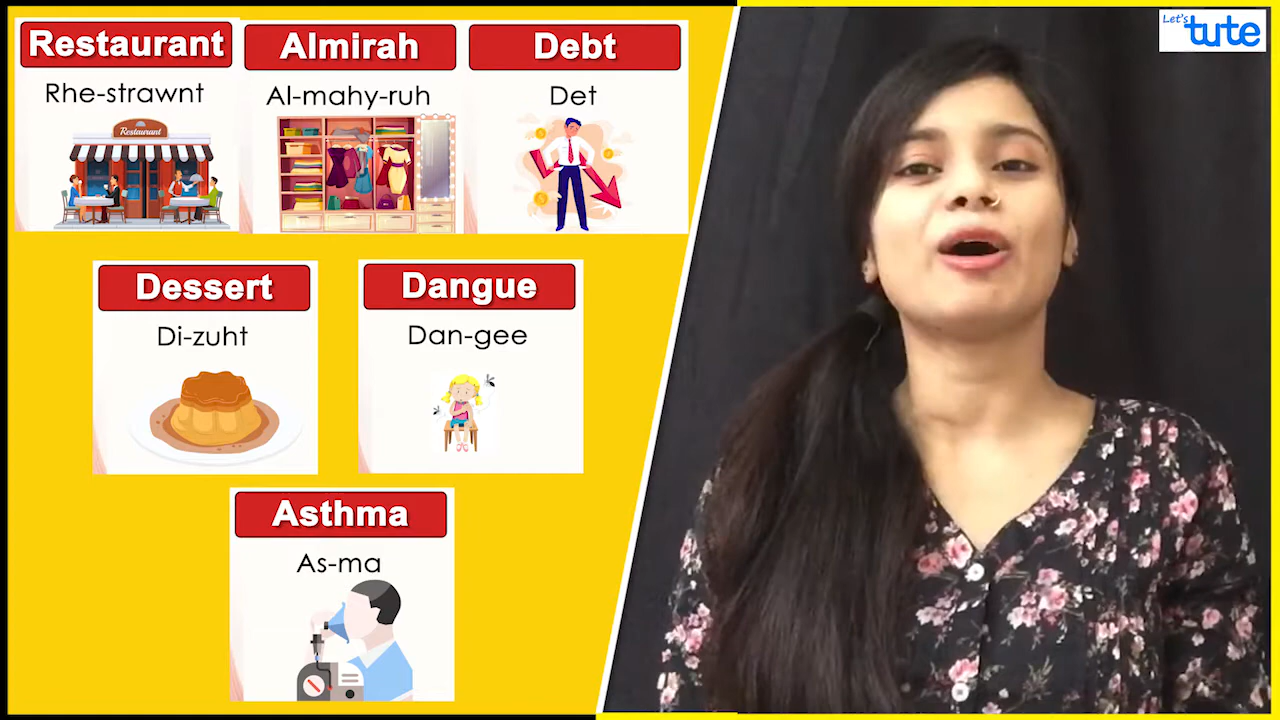 Restaurant
Rhe-strawnt
Restaurant
Almirah
Al-mahy-ruh
Debt
Det
Dessert
Di-zuht
Dangue
Dan-gee
Asthma
As-ma
Let's
tute